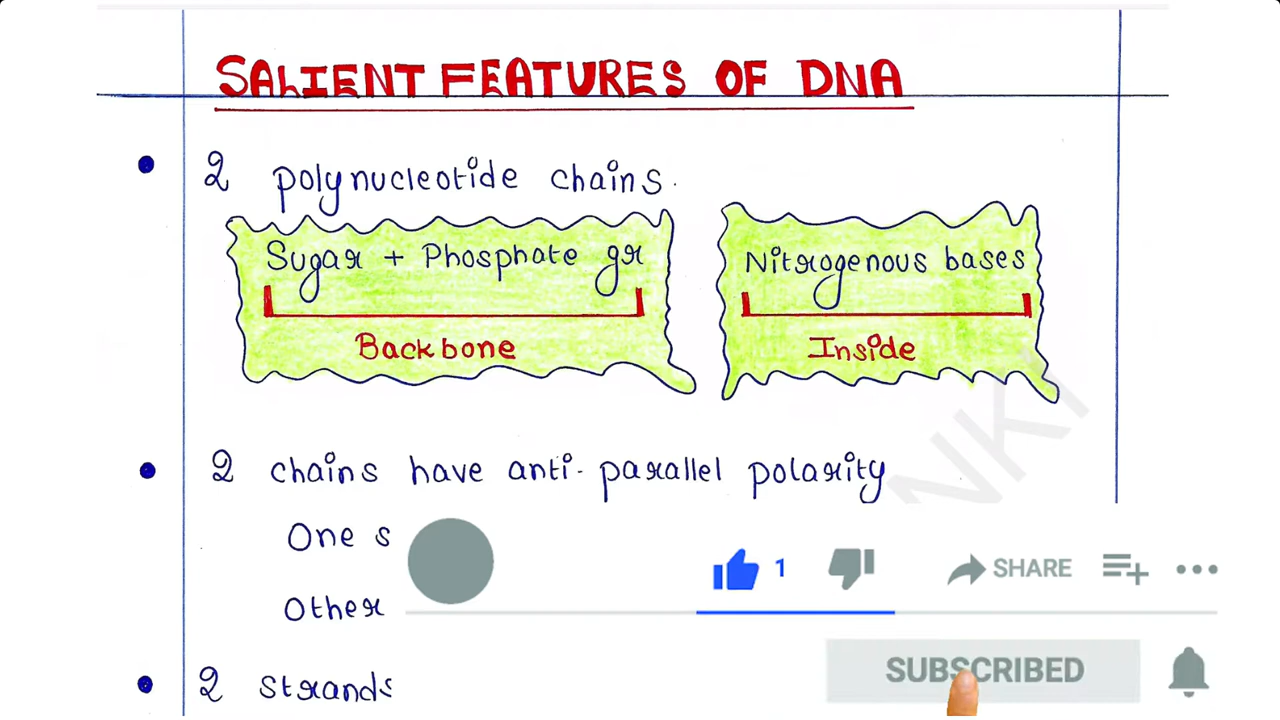 SALIENT FEATURES OF DNA
2 polynucleotide chains.
Sugar + Phosphate gr
Backbone
Nitrogenous bases
Inside
2 chains have anti-parallel polarity
One s
Other
2 strands
1
SHARE
SUBSCRIBED
NKY